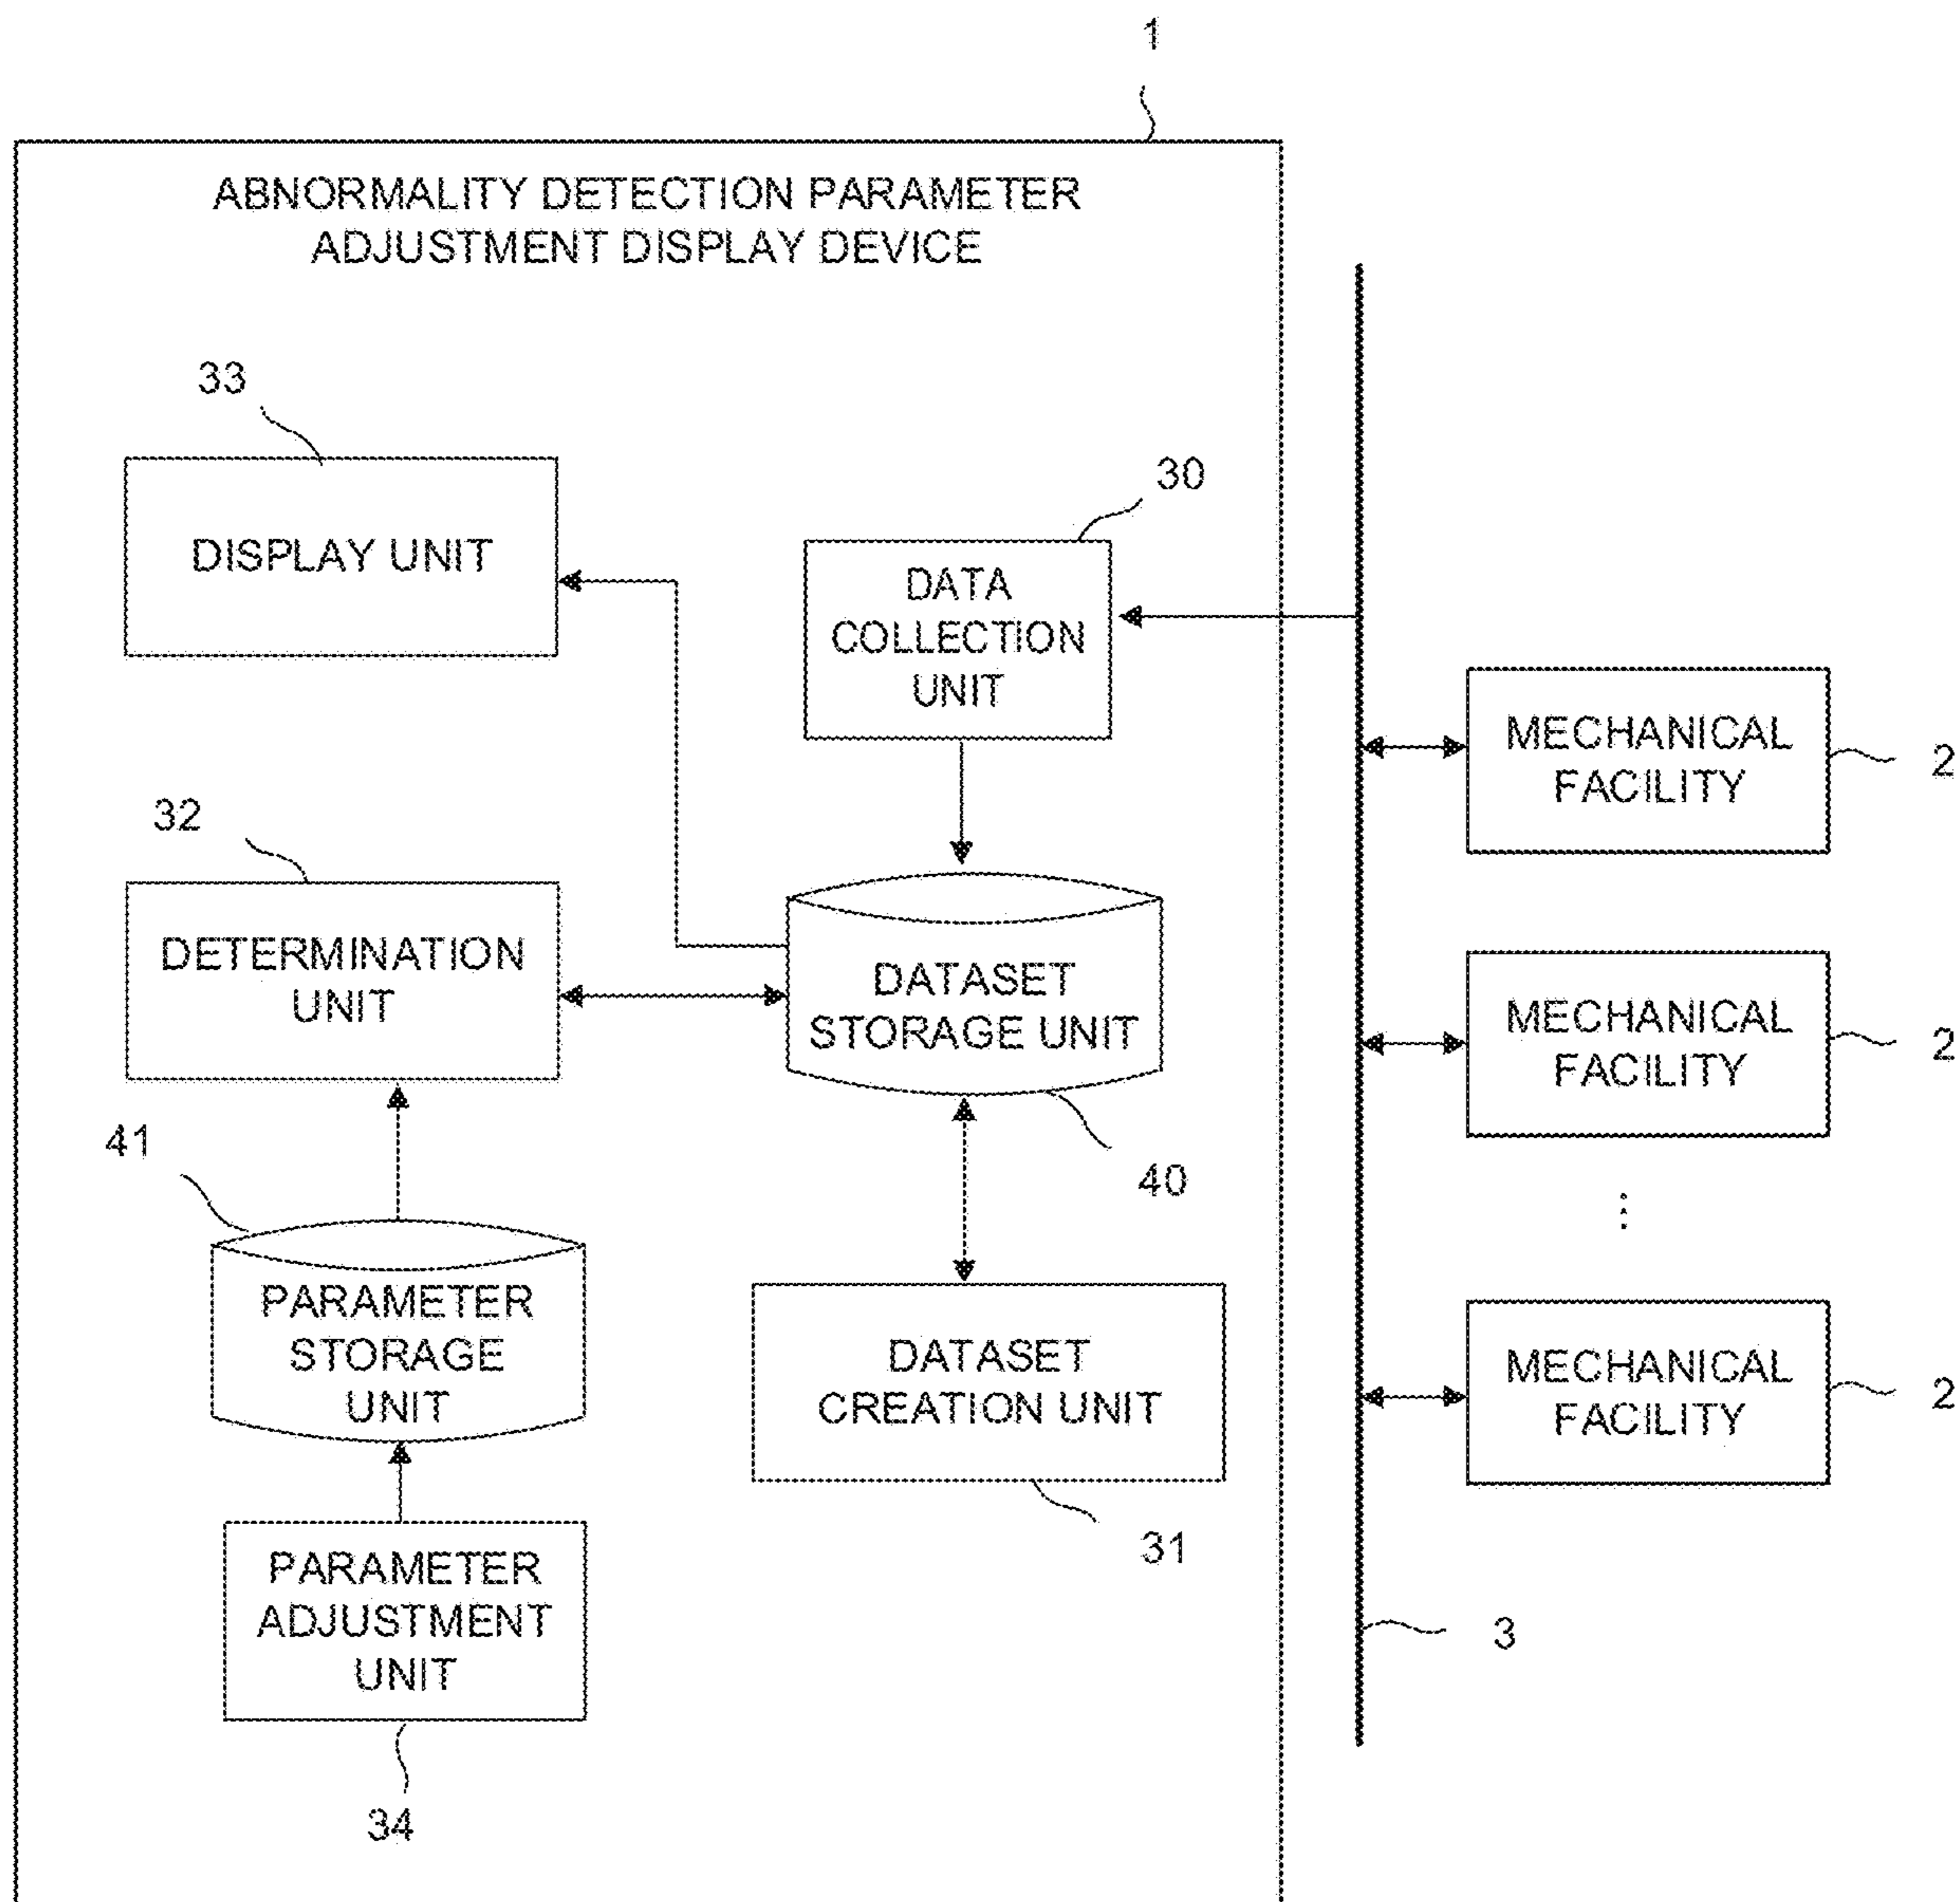 1
ABNORMALITY DETECTION PARAMETER
ADJUSTMENT DISPLAY DEVICE
33
DISPLAY UNIT
30
DATA
COLLECTION
UNIT
MECHANICAL
FACILITY
2
32
DETERMINATION
UNIT
DATASET
STORAGE UNIT
40
MECHANICAL
FACILITY
2
41
PARAMETER
STORAGE
UNIT
DATASET
CREATION UNIT
31
MECHANICAL
FACILITY
2
PARAMETER
ADJUSTMENT
UNIT
34
3